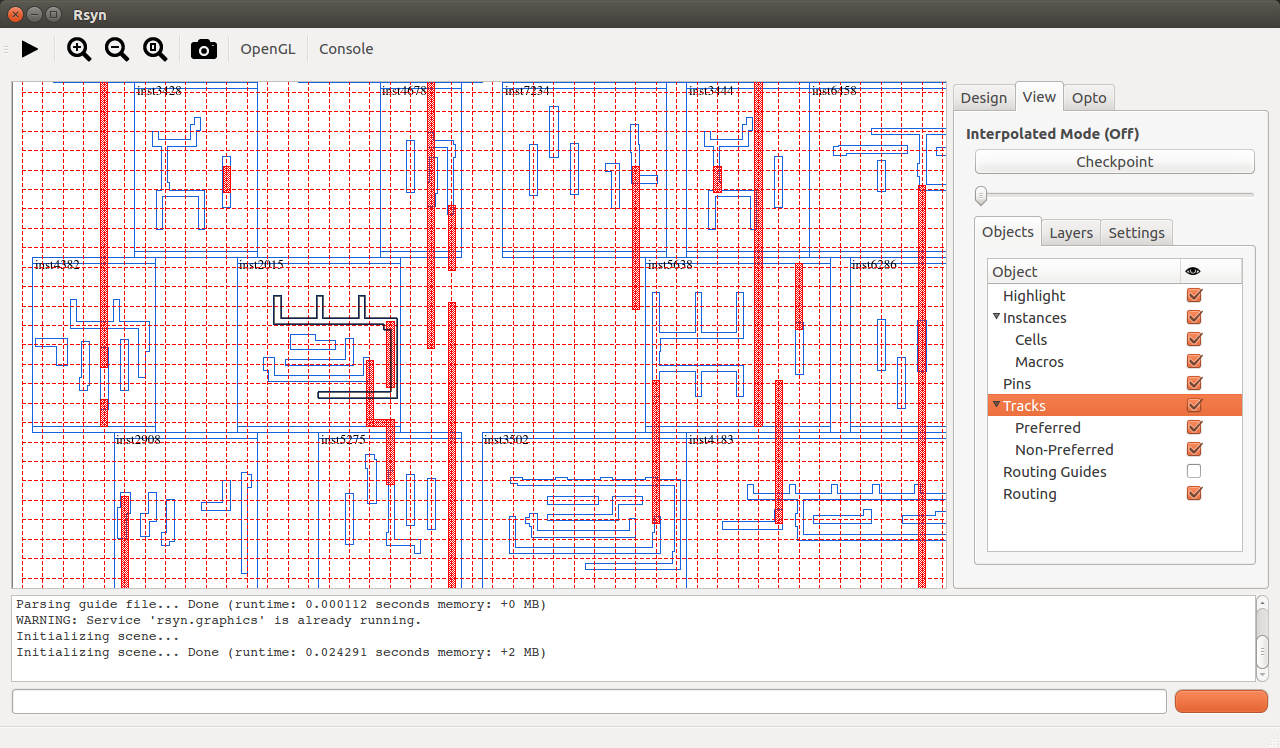 Rsyn
OpenGL Console
inst3428 inst4678 inst7234 inst3444 inst6458
inst4382 inst2015 inst5638 inst6286
inst2908 inst5275 inst3502 inst4183
Design View Opto
Interpolated Mode (Off)
Checkpoint
Objects Layers Settings
Object
Highlight
Instances
Cells
Macros
Pins
Tracks
Preferred
Non-Preferred
Routing Guides
Routing
Parsing guide file... Done (runtime: 0.000112 seconds memory: +0 MB)
WARNING: Service 'rsyn.graphics' is already running.
Initializing scene...
Initializing scene... Done (runtime: 0.024291 seconds memory: +2 MB)